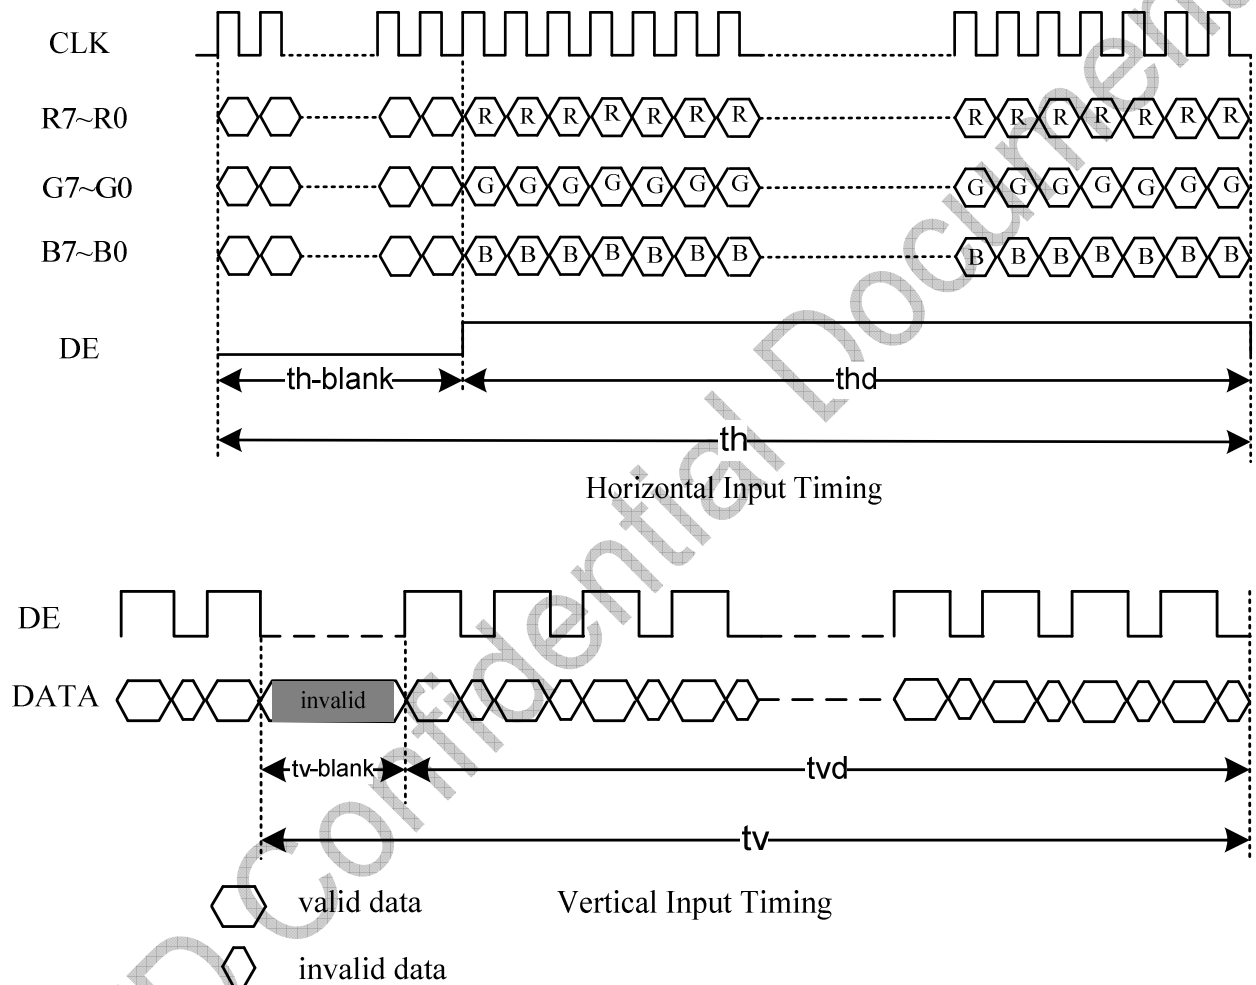 CLK
R7~R0
R R R R R R R R R R R R R R
G7~G0
G G G G G G G G G G G G G G
B7~B0
B B B B B B B B B B B B B B
DE
th-blank thd
th
Horizontal Input Timing
DE
DATA invalid
tv-blank tvd
tv
valid data Vertical Input Timing
invalid data
Confidential Document